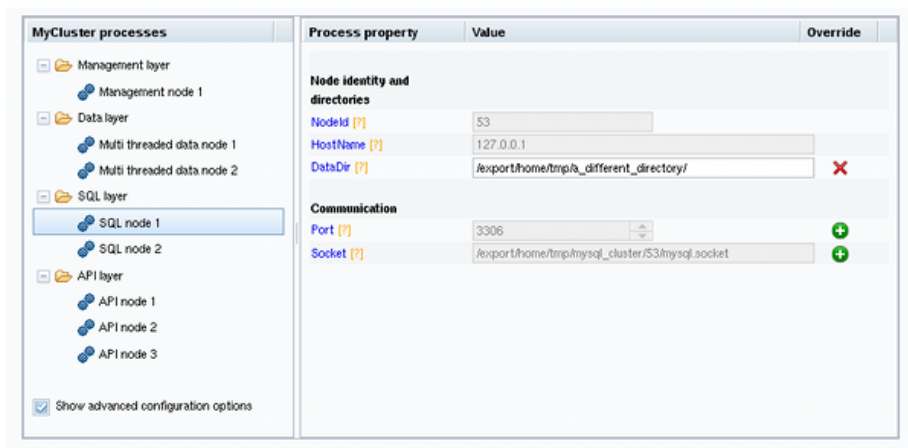 MyCluster processes
Management layer
Management node 1
Data layer
Multi threaded data node 1
Multi threaded data node 2
SQL layer
SQL node 1
SQL node 2
API layer
API node 1
API node 2
API node 3
Show advanced configuration options
Process property Value Override
Node identity and
directories
NodeId [?] 53
HostName [?] 127.0.0.1
DataDir [?] /export/home/tmp/a_different_directory/
Communication
Port [?] 3306
Socket [?] /export/home/tmp/mysql_cluster/53/mysql.socket